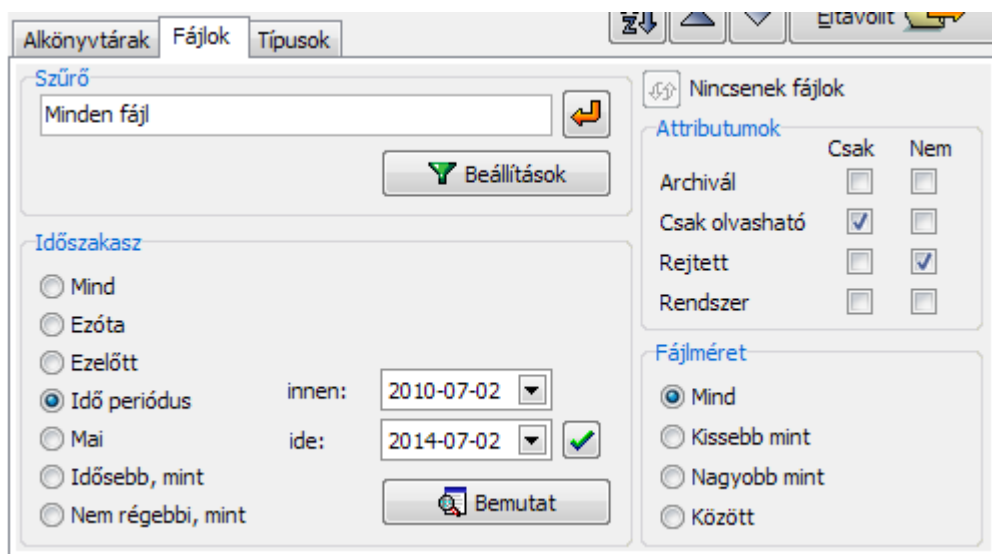 Alkönyvtárak Fájlok Típusok
Eltávolít
Szűrő
Minden fájl
Beállítások
Nincsenek fájlok
Attributumok
Csak Nem
Archivál
Csak olvasható
Rejtett
Rendszer
Időszakasz
Mind
Ezóta
Ezelőtt
Idő periódus innen: 2010-07-02
Mai ide: 2014-07-02
Idősebb, mint
Nem régebbi, mint
Bemutat
Fájlméret
Mind
Kissebb mint
Nagyobb mint
Között